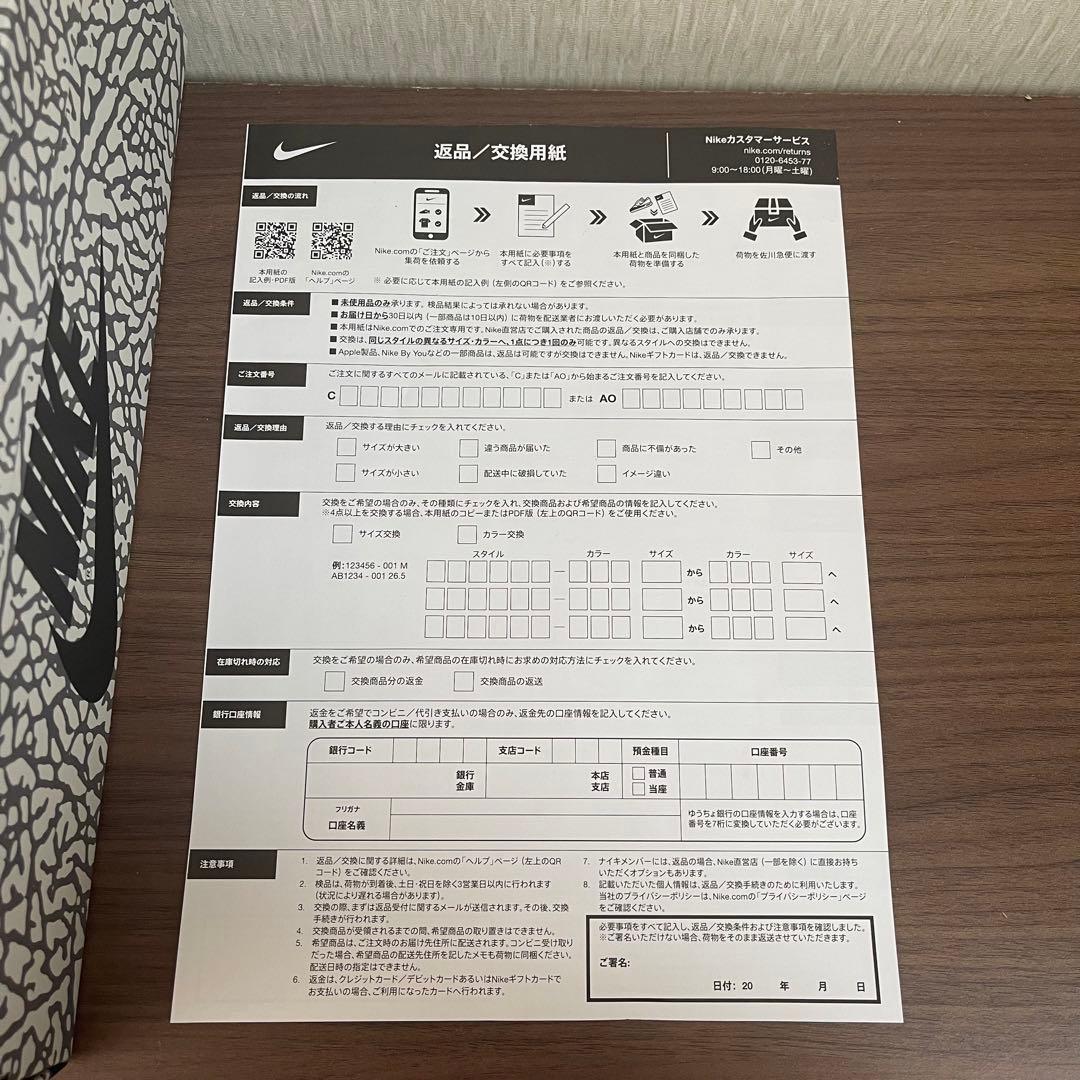 NIKE
返品／交換用紙
Nikeカスタマーサービス
nike.com/returns
0120-6453-77
9:00〜18:00(月曜〜土曜)
返品／交換の流れ
本用紙の
記入例・PDF版
Nike.comの
「ヘルプ」ページ
Nike.comの「ご注文」ページから
集荷を依頼する
本用紙に必要事項を
すべて記入(※)する
本用紙と商品を同梱した
荷物を準備する
荷物を佐川急便に渡す
※ 必要に応じて本用紙の記入例 (左側のQRコード) をご参照ください。
返品／交換条件
■ 未使用品のみ承ります。検品結果によっては承れない場合があります。
■ お届け日から30日以内 (一部商品は10日以内) に荷物を配送業者にお渡しいただく必要があります。
■ 本用紙はNike.comでのご注文専用です。Nike直営店でご購入された商品の返品／交換は、ご購入店舗でのみ承ります。
■ 交換は、同じスタイルの異なるサイズ・カラーへ、1点につき1回のみ可能です。異なるスタイルへの交換はできません。
■ Apple製品、Nike By Youなどの一部商品は、返品は可能ですが交換はできません。Nikeギフトカードは、返品／交換できません。
ご注文番号
ご注文に関するすべてのメールに記載されている、「C」または「AO」から始まるご注文番号を記入してください。
C または AO
返品／交換理由
返品／交換する理由にチェックを入れてください。
サイズが大きい 違う商品が届いた 商品に不備があった その他
サイズが小さい 配送中に破損していた イメージ違い
交換内容
交換をご希望の場合のみ、その種類にチェックを入れ、交換商品および希望商品の情報を記入してください。
※4点以上を交換する場合、本用紙のコピーまたはPDF版 (左上のQRコード) をご使用ください。
サイズ交換 カラー交換
スタイル カラー サイズ カラー サイズ
例:123456 - 001 M
AB1234 - 001 26.5
— から へ
— から へ
— から へ
在庫切れ時の対応
交換をご希望の場合のみ、希望商品の在庫切れ時にお求めの対応方法にチェックを入れてください。
交換商品分の返金 交換商品の返送
銀行口座情報
返金をご希望でコンビニ／代引き支払いの場合のみ、返金先の口座情報を記入してください。
購入者ご本人名義の口座に限ります。
銀行コード 支店コード 預金種目 口座番号
銀行 本店 普通
金庫 支店 当座
フリガナ
口座名義
ゆうちょ銀行の口座情報を入力する場合は、口座
番号を7桁に変換していただく必要がございます。
注意事項
1. 返品／交換に関する詳細は、Nike.comの「ヘルプ」ページ (左上のQR
コード) をご確認ください。
2. 検品は、荷物が到着後、土日・祝日を除く3営業日以内に行われます
(状況により遅れる場合があります)。
3. 交換の際、まずは返品受付に関するメールが送信されます。その後、交換
手続きが行われます。
4. 交換商品が受領されるまでの間、希望商品の取り置きはできません。
5. 希望商品は、ご注文時のお届け先住所に配送されます。コンビニ受け取り
だった場合、希望商品の配送先住所を記したメモも荷物に同梱ください。
配送日時の指定はできません。
6. 返金は、クレジットカード／デビットカードあるいはNikeギフトカードで
お支払いの場合、ご利用になったカードへ行われます。
7. ナイキメンバーには、返品の場合、Nike直営店 (一部を除く) に直接お持ち
いただくオプションもあります。
8. 記載いただいた個人情報は、返品／交換手続きのために利用いたします。
当社のプライバシーポリシーは、Nike.comの「プライバシーポリシー」ページ
をご確認ください。
必要事項をすべて記入し、返品／交換条件および注意事項を確認しました。
※ご署名いただけない場合、荷物をそのまま返送させていただきます。
ご署名:
日付: 20 年 月 日